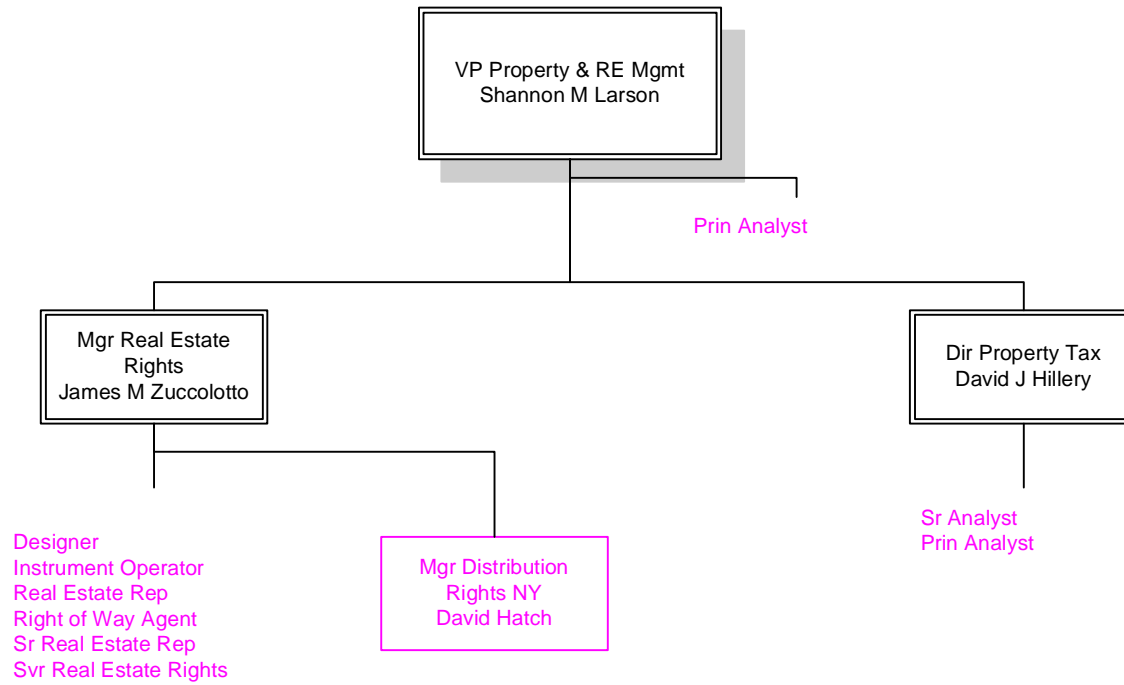 VP Property & RE Mgmt
Shannon M Larson
Prin Analyst
Mgr Real Estate
Rights
James M Zuccolotto
Dir Property Tax
David J Hillery
Designer
Instrument Operator
Real Estate Rep
Right of Way Agent
Sr Real Estate Rep
Svr Real Estate Rights
Mgr Distribution
Rights NY
David Hatch
Sr Analyst
Prin Analyst